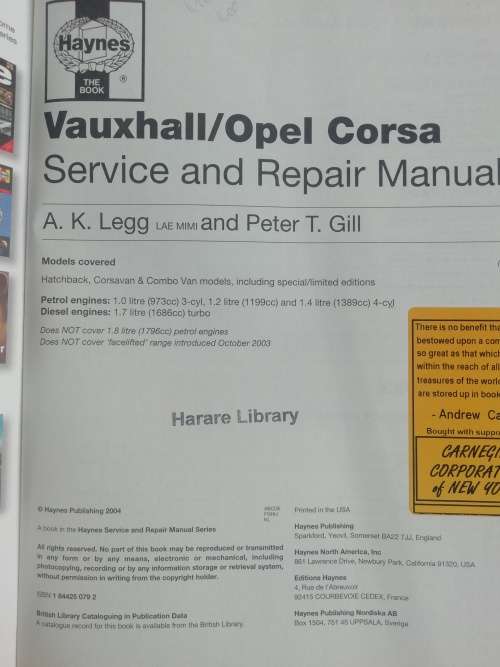 Haynes
THE
BOOK
®
Vauxhall/Opel Corsa
Service and Repair Manual
A. K. Legg LAE MIMI and Peter T. Gill
Models covered
Hatchback, Corsavan & Combo Van models, including special/limited editions
Petrol engines: 1.0 litre (973cc) 3-cyl, 1.2 litre (1199cc) and 1.4 litre (1389cc) 4-cyl
Diesel engines: 1.7 litre (1686cc) turbo
Does NOT cover 1.8 litre (1796cc) petrol engines
Does NOT cover 'facelifted' range introduced October 2003
There is no benefit tha
bestowed upon a com
so great as that which
within the reach of all
treasures of the world
are stored up in book
- Andrew Ca
Bought with suppo
CARNEGI
CORPORAT
of NEW YO
Harare Library
© Haynes Publishing 2004
A book in the Haynes Service and Repair Manual Series
All rights reserved. No part of this book may be reproduced or transmitted
in any form or by any means, electronic or mechanical, including
photocopying, recording or by any information storage or retrieval system,
without permission in writing from the copyright holder.
ISBN 1 84425 079 2
British Library Cataloguing in Publication Data
A catalogue record for this book is available from the British Library.
Printed in the USA
Haynes Publishing
Sparkford, Yeovil, Somerset BA22 7JJ, England
Haynes North America, Inc
861 Lawrence Drive, Newbury Park, California 91320, USA
Editions Haynes
4, Rue de l'Abreuvoir
92415 COURBEVOIE CEDEX, France
Haynes Publishing Nordiska AB
Box 1504, 751 45 UPPSALA, Sverige